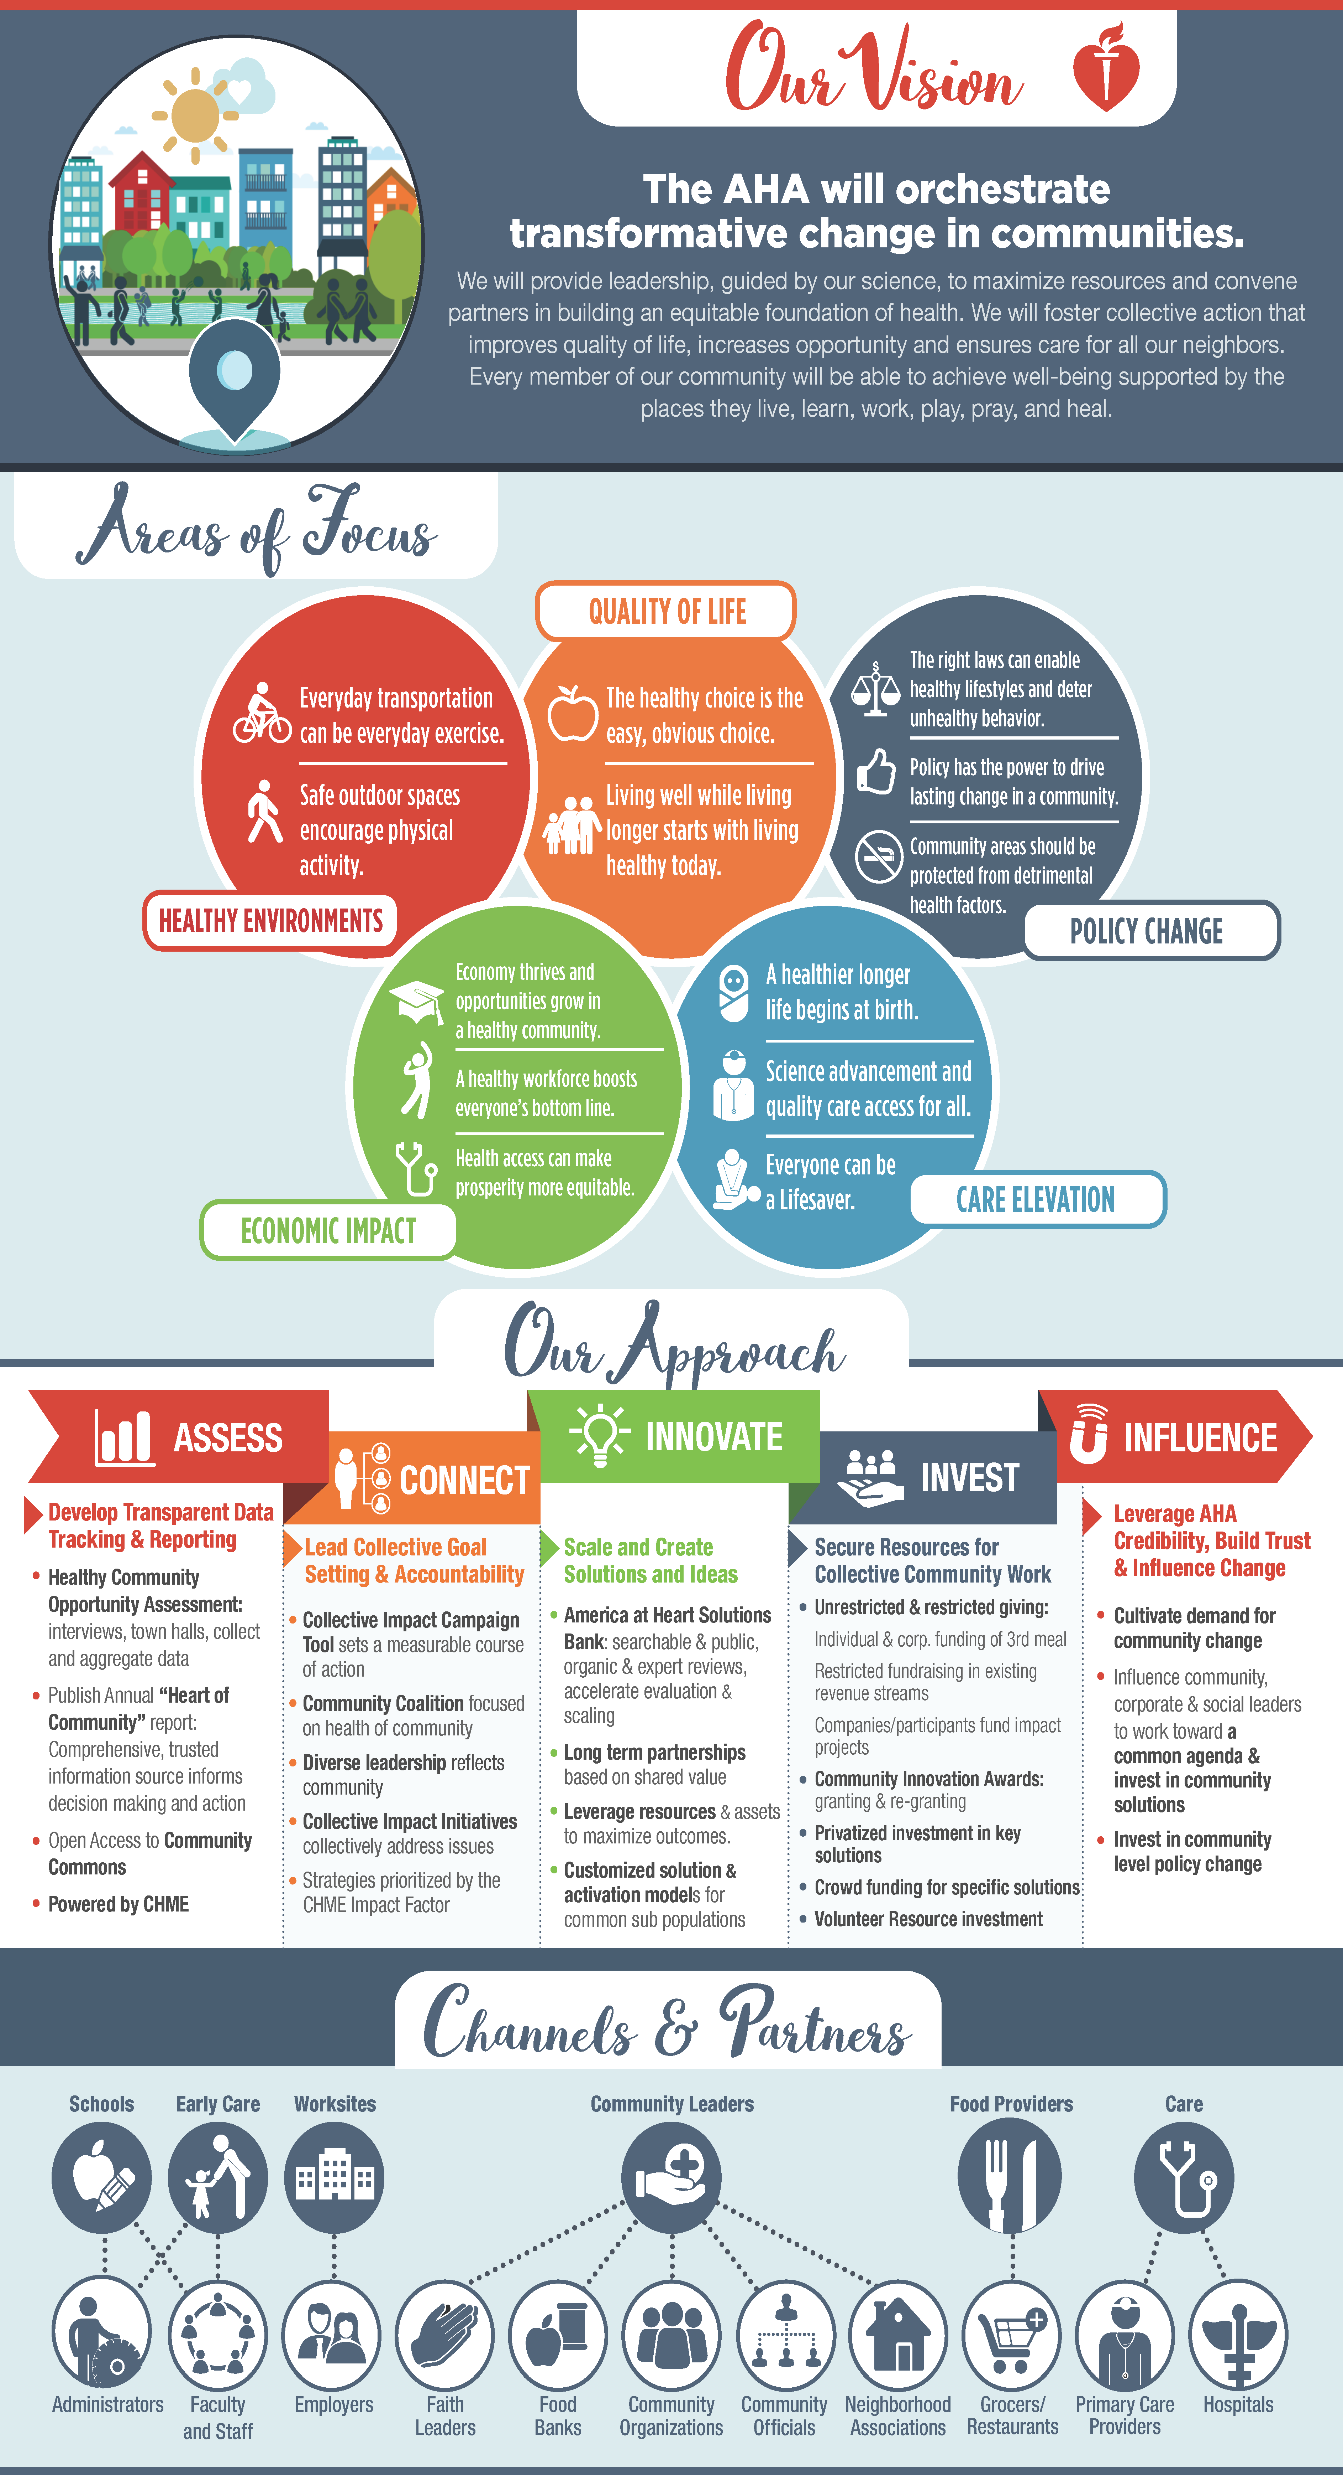 Our Vision
The AHA will orchestrate
transformative change in communities.
We will provide leadership, guided by our science, to maximize resources and convene
partners in building an equitable foundation of health. We will foster collective action that
improves quality of life, increases opportunity and ensures care for all our neighbors.
Every member of our community will be able to achieve well-being supported by the
places they live, learn, work, play, pray, and heal.
Areas of Focus
Everyday transportation
can be everyday exercise.
Safe outdoor spaces
encourage physical
activity.
HEALTHY ENVIRONMENTS
QUALITY OF LIFE
The healthy choice is the
easy, obvious choice.
Living well while living
longer starts with living
healthy today.
The right laws can enable
healthy lifestyles and deter
unhealthy behavior.
Policy has the power to drive
lasting change in a community.
Community areas should be
protected from detrimental
health factors.
POLICY CHANGE
Economy thrives and
opportunities grow in
a healthy community.
A healthy workforce boosts
everyone's bottom line.
Health access can make
prosperity more equitable.
ECONOMIC IMPACT
A healthier longer
life begins at birth.
Science advancement and
quality care access for all.
Everyone can be
a Lifesaver.
CARE ELEVATION
Our Approach
ASSESS
Develop Transparent Data
Tracking & Reporting
• Healthy Community
Opportunity Assessment:
interviews, town halls, collect
and aggregate data
• Publish Annual “Heart of
Community” report:
Comprehensive, trusted
information source informs
decision making and action
• Open Access to Community
Commons
• Powered by CHME
CONNECT
Lead Collective Goal
Setting & Accountability
• Collective Impact Campaign
Tool sets a measurable course
of action
• Community Coalition focused
on health of community
• Diverse leadership reflects
community
• Collective Impact Initiatives
collectively address issues
• Strategies prioritized by the
CHME Impact Factor
INNOVATE
Scale and Create
Solutions and Ideas
• America at Heart Solutions
Bank: searchable & public,
organic & expert reviews,
accelerate evaluation &
scaling
• Long term partnerships
based on shared value
• Leverage resources & assets
to maximize outcomes.
• Customized solution &
activation models for
common sub populations
INVEST
Secure Resources for
Collective Community Work
• Unrestricted & restricted giving:
Individual & corp. funding of 3rd meal
Restricted fundraising in existing
revenue streams
Companies/participants fund impact
projects
• Community Innovation Awards:
granting & re-granting
• Privatized investment in key
solutions
• Crowd funding for specific solutions
• Volunteer Resource investment
INFLUENCE
Leverage AHA
Credibility, Build Trust
& Influence Change
• Cultivate demand for
community change
• Influence community,
corporate & social leaders
to work toward a
common agenda &
invest in community
solutions
• Invest in community
level policy change
Channels & Partners
Schools
Early Care
Worksites
Community Leaders
Food Providers
Care
Administrators
Faculty
and Staff
Employers
Faith
Leaders
Food
Banks
Community
Organizations
Community
Officials
Neighborhood
Associations
Grocers/
Restaurants
Primary Care
Providers
Hospitals